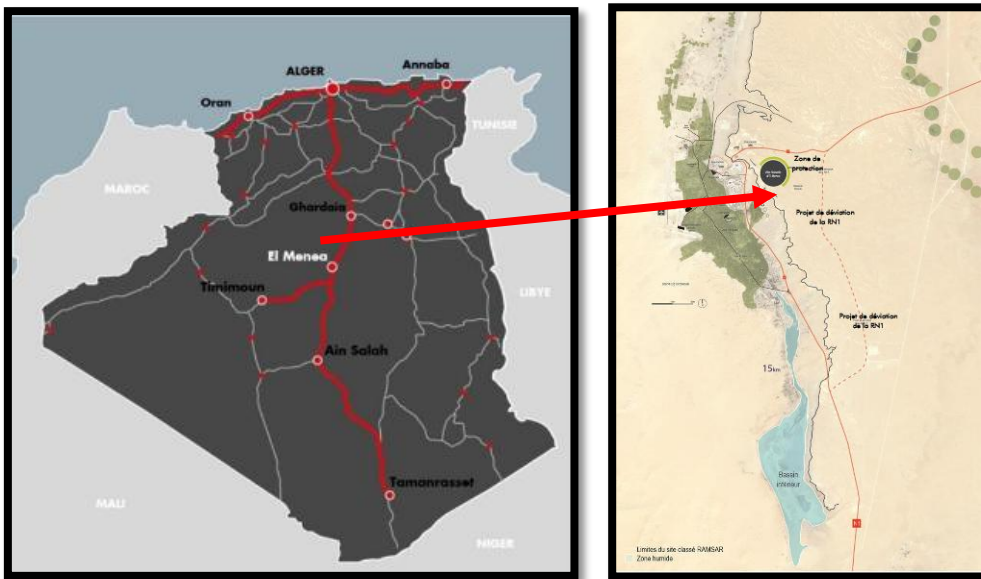 Annaba
ALGER
Oran
TUNISIE
MAROC
Ghardaia
El Menea
Timimoun
LIBYE
Ain Salah
Tamanrasset
MALI
NIGER
Zone de
protection
Projet de déviation
de la RN1
Projet de déviation
de la RN1
15km
Bassin
intérieur
N1
Limites du site classé RAMSAR
Zone humide